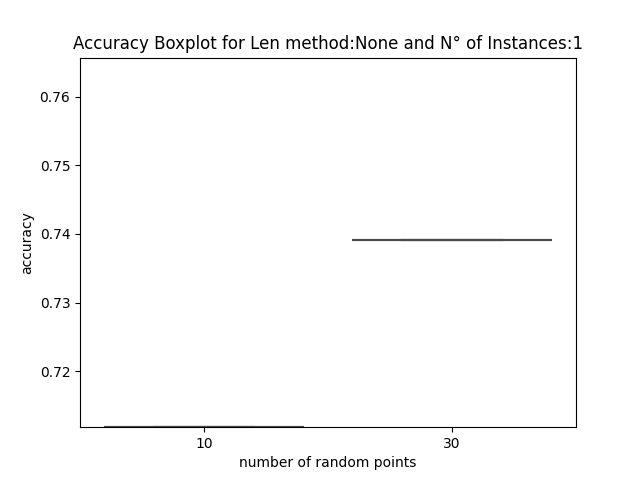 Accuracy Boxplot for Len method:None and N° of Instances:1
0.76
0.75
0.74
0.73
0.72
accuracy
10 30
number of random points